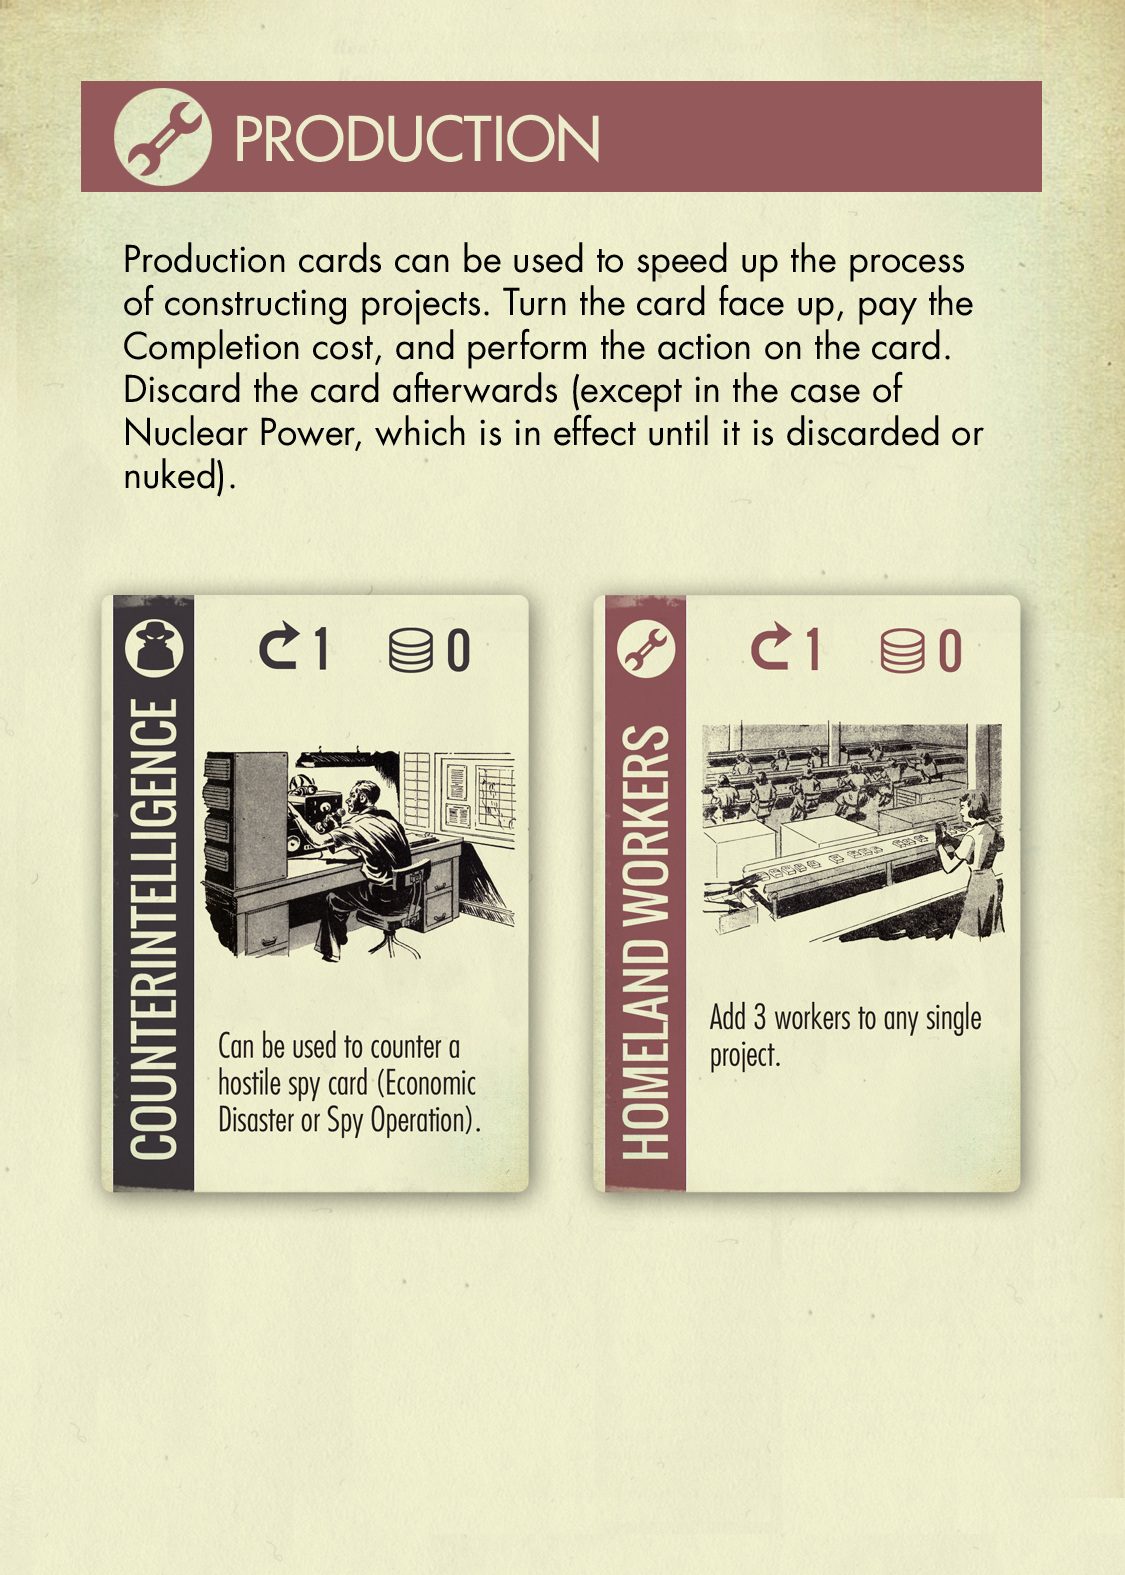 PRODUCTION
Production cards can be used to speed up the process
of constructing projects. Turn the card face up, pay the
Completion cost, and perform the action on the card.
Discard the card afterwards (except in the case of
Nuclear Power, which is in effect until it is discarded or
nuked).
COUNTERINTELLIGENCE
1 0
Can be used to counter a
hostile spy card (Economic
Disaster or Spy Operation).
HOMELAND WORKERS
1 0
Add 3 workers to any single
project.